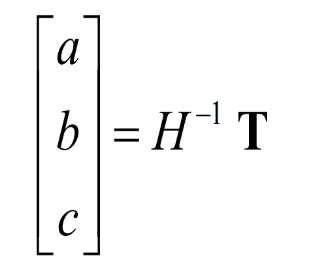 a
b = H⁻¹ T
c